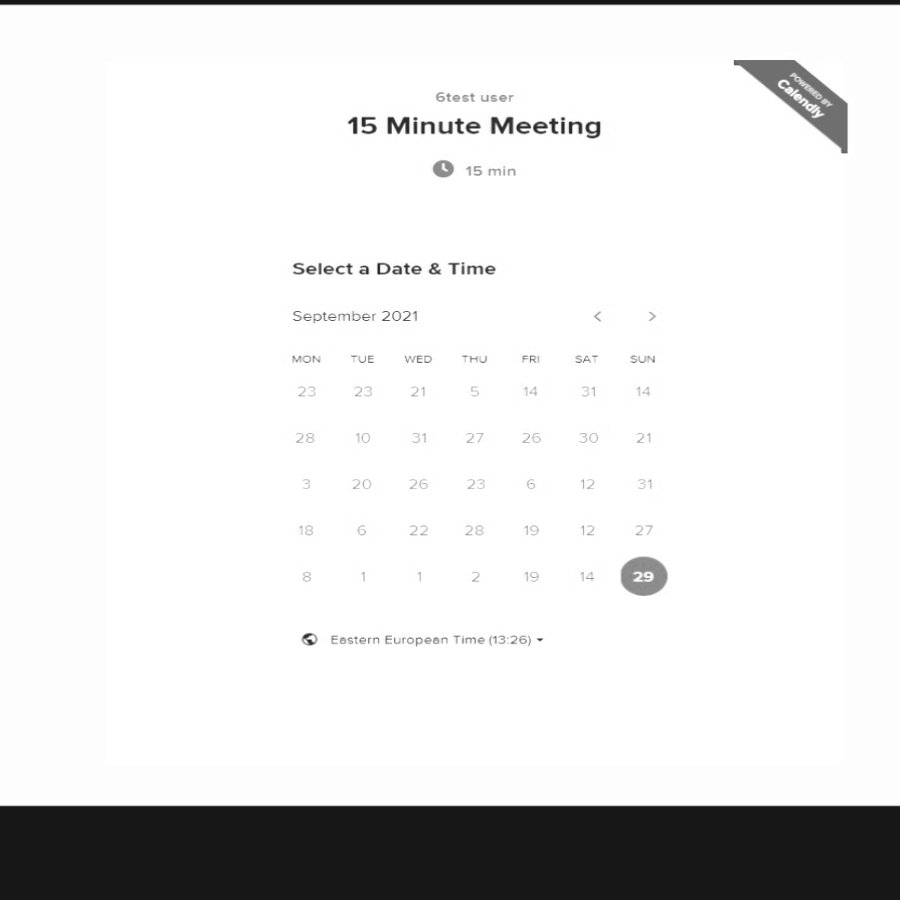 POWERED BY
Calendly
6test user
15 Minute Meeting
15 min
Select a Date & Time
September 2021 < >
MON TUE WED THU FRI SAT SUN
23 23 21 5 14 31 14
28 10 31 27 26 30 21
3 20 26 23 6 12 31
18 6 22 28 19 12 27
8 1 1 2 19 14 29
Eastern European Time (13:26)